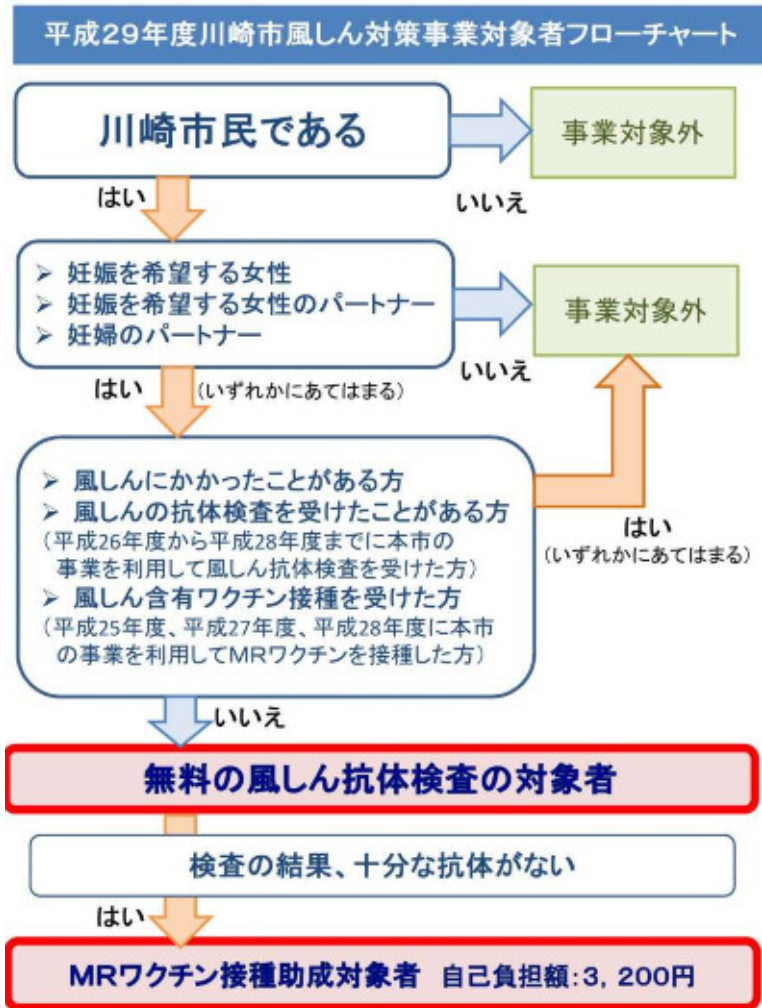 平成29年度川崎市風しん対策事業対象者フローチャート
川崎市民である
事業対象外
はい
いいえ
➢ 妊娠を希望する女性
➢ 妊娠を希望する女性のパートナー
➢ 妊婦のパートナー
事業対象外
いいえ
はい (いずれかにあてはまる)
➢ 風しんにかかったことがある方
➢ 風しんの抗体検査を受けたことがある方
(平成26年度から平成28年度までに本市の
事業を利用して風しん抗体検査を受けた方)
➢ 風しん含有ワクチン接種を受けた方
(平成25年度、平成27年度、平成28年度に本市
の事業を利用してMRワクチンを接種した方)
はい
(いずれかにあてはまる)
いいえ
無料の風しん抗体検査の対象者
検査の結果、十分な抗体がない
はい
MRワクチン接種助成対象者 自己負担額:3,200円